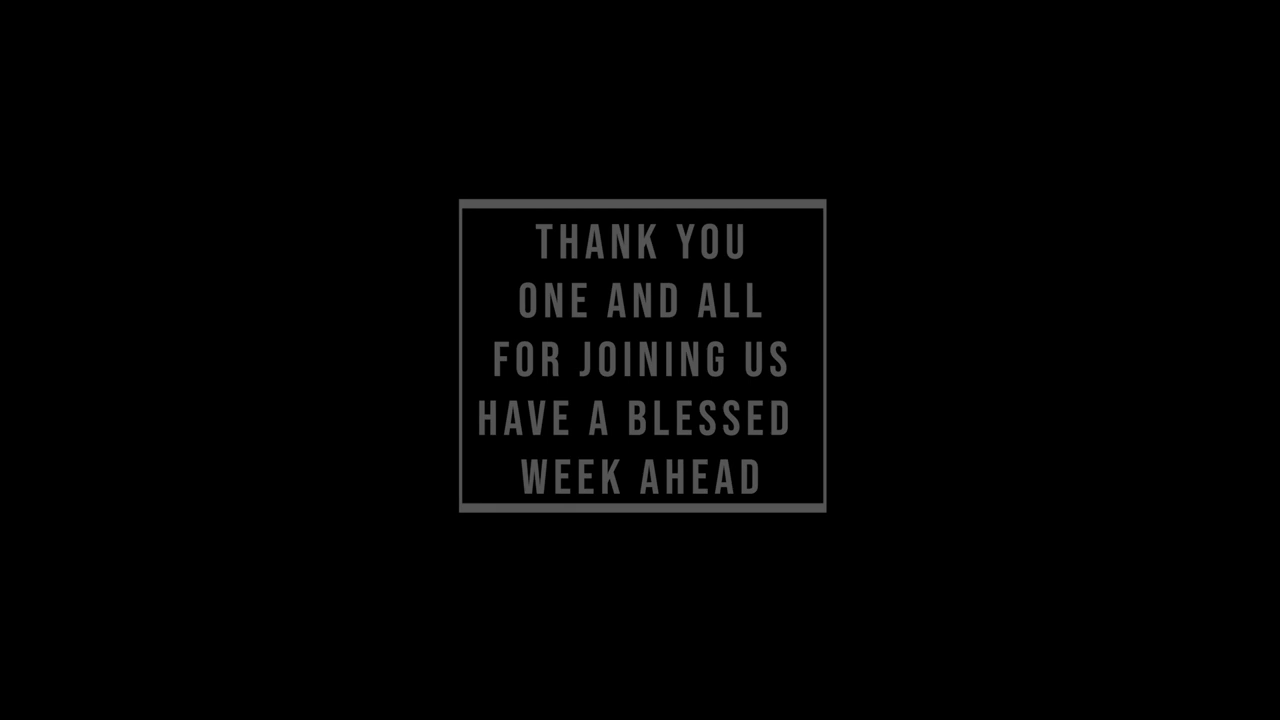 THANK YOU
ONE AND ALL
FOR JOINING US
HAVE A BLESSED
WEEK AHEAD